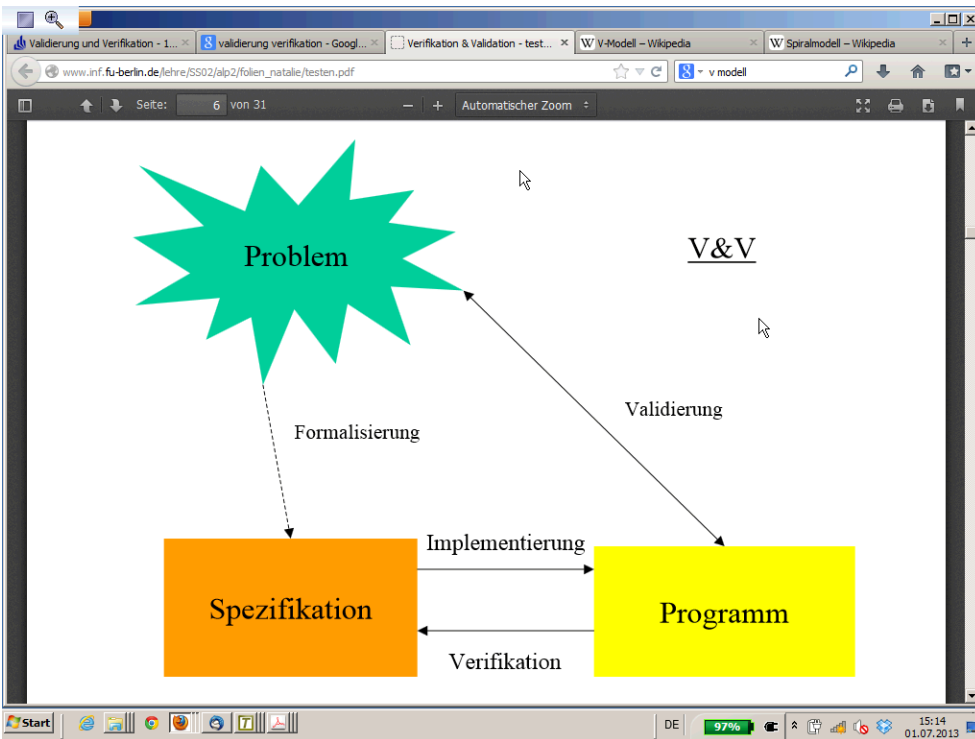 Validierung und Verifikation - 1...
validierung verifikation - Googl...
Verifikation & Validation - test...
V-Modell – Wikipedia
Spiralmodell – Wikipedia
www.inf.fu-berlin.de/lehre/SS02/alp2/folien_natalie/testen.pdf
v modell
Seite: 6 von 31
Automatischer Zoom
Problem
V&V
Validierung
Formalisierung
Implementierung
Spezifikation
Programm
Verifikation
Start
DE
97%
15:14
01.07.2013